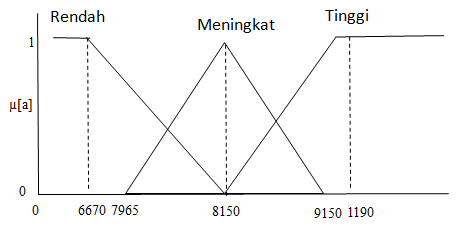 Rendah
Meningkat
Tinggi
1
μ[a]
0
0 6670 7965 8150 9150 1190